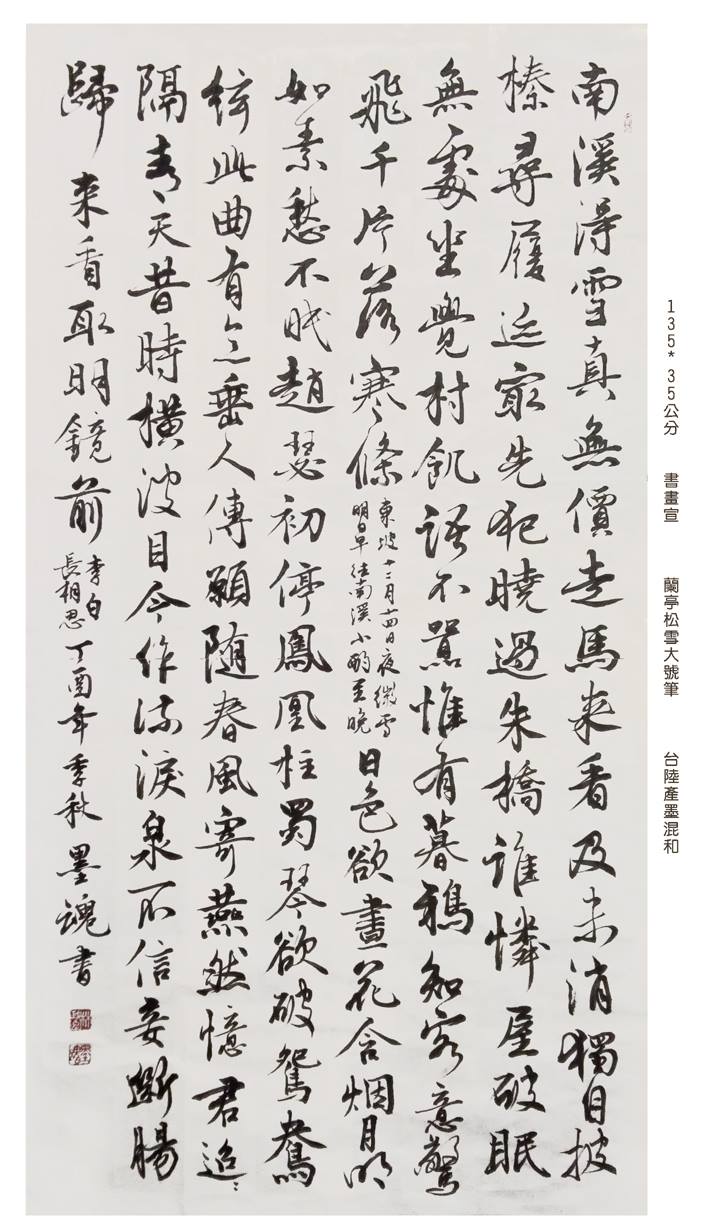 南溪得雪真無價走馬来看及未消獨自披
榛尋履迹最先犯曉過朱橋誰憐屋破眠
無處坐覺村飢語不囂惟有暮鴉知客意驚
飛千片落寒條
東坡十二月十四日夜微雪
明日早往南溪小酌至晚
日色欲盡花含烟月明
如素愁不眠趙瑟初停鳳凰柱蜀琴欲破鴛鴦
絃此曲有意無人傳願随春風寄燕然憶君迢々
隔青天昔時横波目今作流淚泉不信妾斷腸
歸来看取明鏡前
李白
長相思
丁酉年季秋墨魂書
135*35公分 書畫宣 蘭亭松雪大號筆 台陸產墨混和